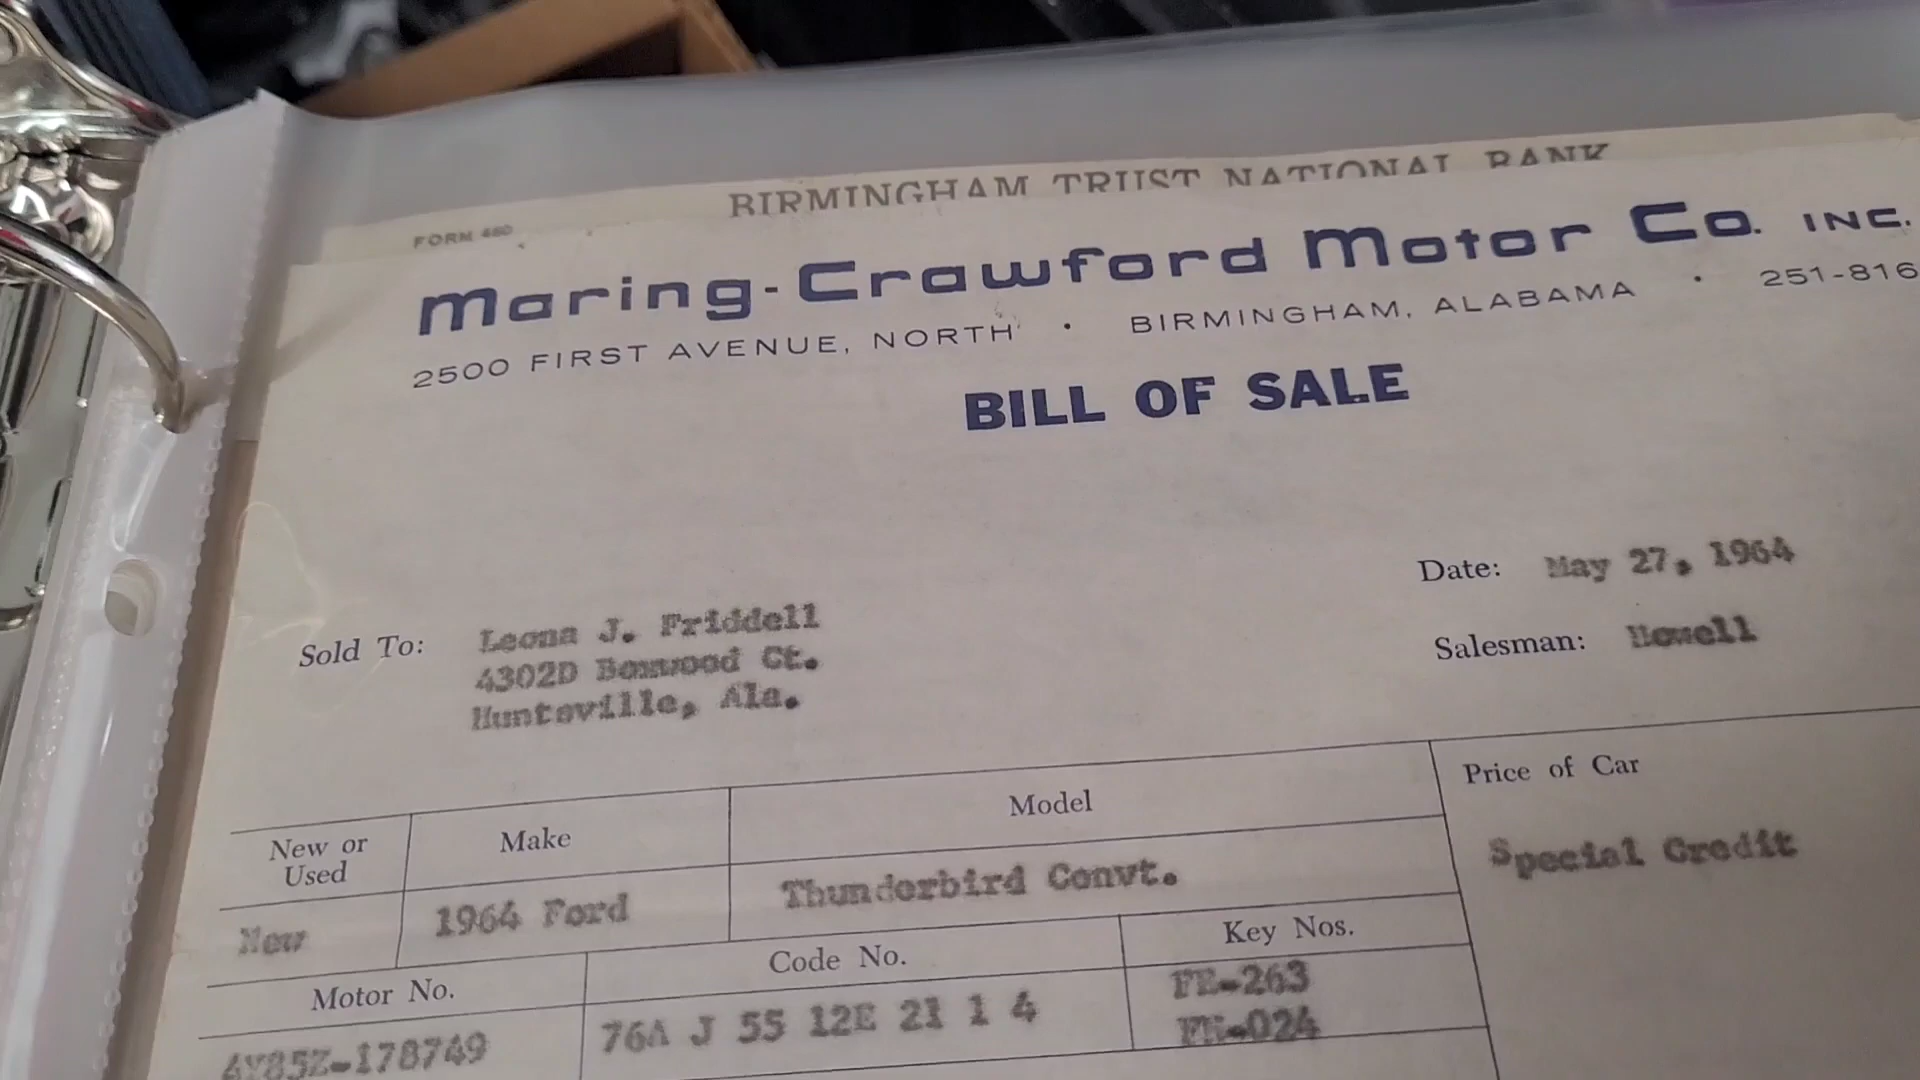 BIRMINGHAM TRUST NATIONAL BANK
FORM 460
Maring-Crawford Motor Co. INC.
2500 FIRST AVENUE, NORTH • BIRMINGHAM, ALABAMA • 251-816
BILL OF SALE
Date: May 27, 1964
Sold To: Leona J. Friddell
Salesman: Howell
4302D Boxwood Ct.
Huntsville, Ala.
New or Used
Make
Model
Price of Car
New
1964 Ford
Thunderbird Convt.
Special Credit
Motor No.
Code No.
Key Nos.
4Y85Z-178749
76A J 55 12E 21 1 4
FE-263
024